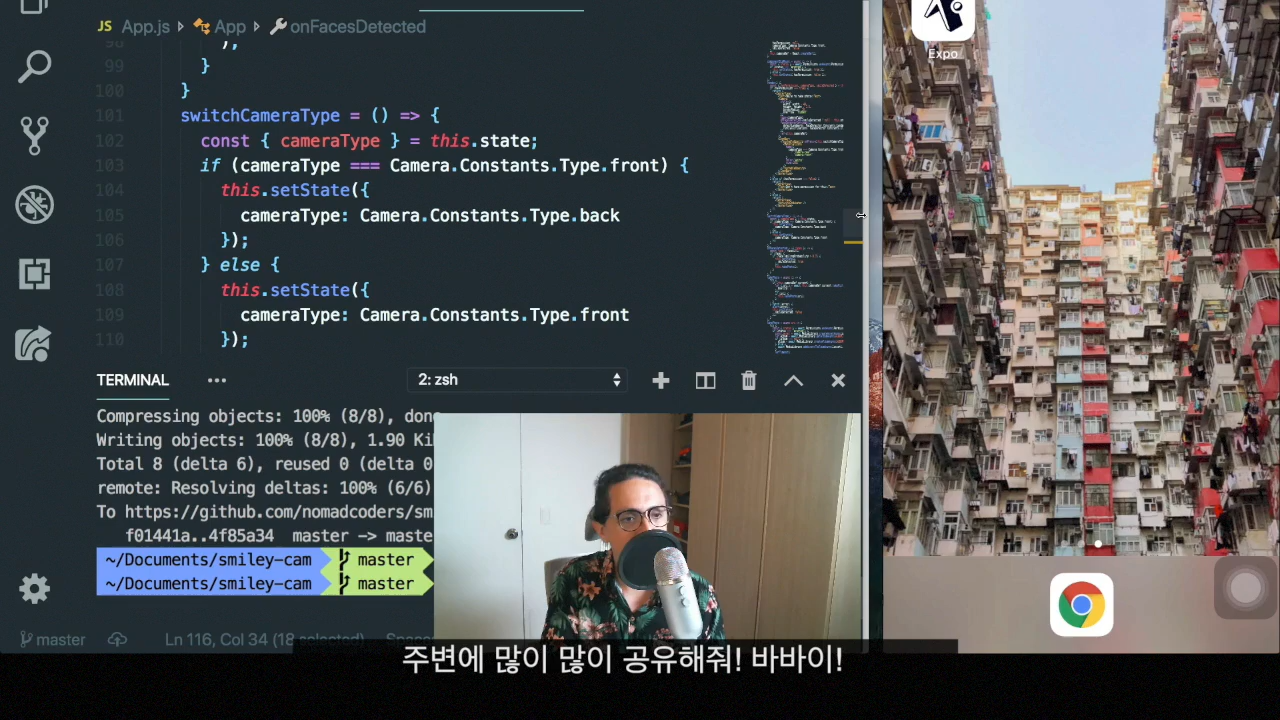 JS App.js App onFacesDetected
98 );
99 }
100 }
101 switchCameraType = () => {
102 const { cameraType } = this.state;
103 if (cameraType === Camera.Constants.Type.front) {
104 this.setState({
105 cameraType: Camera.Constants.Type.back
106 });
107 } else {
108 this.setState({
109 cameraType: Camera.Constants.Type.front
110 });
Expo
TERMINAL ••• 2: zsh
Compressing objects: 100% (8/8), done
Writing objects: 100% (8/8), 1.90 Ki
Total 8 (delta 6), reused 0 (delta 0
remote: Resolving deltas: 100% (6/6)
To https://github.com/nomadcoders/sm
f01441a..4f85a34 master -> maste
~/Documents/smiley-cam master
~/Documents/smiley-cam master
master Ln 116, Col 34 (18 selected) Spaces
주변에 많이 많이 공유해줘! 바바이!